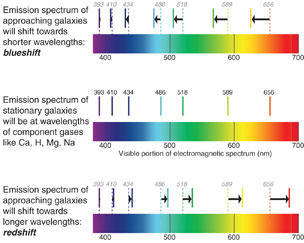 Emission spectrum of
approaching galaxies
will shift towards
shorter wavelengths:
blueshift
393 410 434 486 518 589 656
400 500 600 700
Emission spectrum of
stationary galaxies
will be at wavelengths
of component gases
like Ca, H, Mg, Na
393 410 434 486 518 589 656
400 500 600 700
Visible portion of electromagnetic spectrum (nm)
Emission spectrum of
approaching galaxies
will shift towards
longer wavelengths:
redshift
393 410 434 486 518 589 656
400 500 600 700